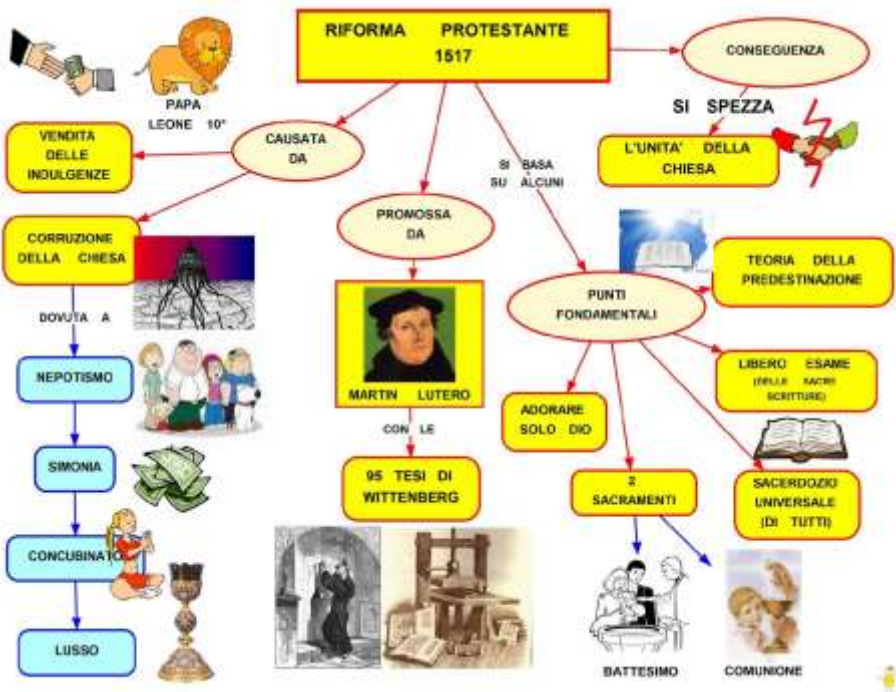 RIFORMA PROTESTANTE
1517
CONSEGUENZA
SI SPEZZA
L'UNITA' DELLA
CHIESA
PAPA
LEONE 10°
CAUSATA
DA
VENDITA
DELLE
INDULGENZE
CORRUZIONE
DELLA CHIESA
DOVUTA A
NEPOTISMO
SIMONIA
CONCUBINATO
LUSSO
PROMOSSA
DA
MARTIN LUTERO
CON LE
95 TESI DI
WITTENBERG
SI BASA
SU ALCUNI
PUNTI
FONDAMENTALI
TEORIA DELLA
PREDESTINAZIONE
LIBERO ESAME
(DELLE SACRE
SCRITTURE)
SACERDOZIO
UNIVERSALE
(DI TUTTI)
ADORARE
SOLO DIO
2
SACRAMENTI
BATTESIMO
COMUNIONE